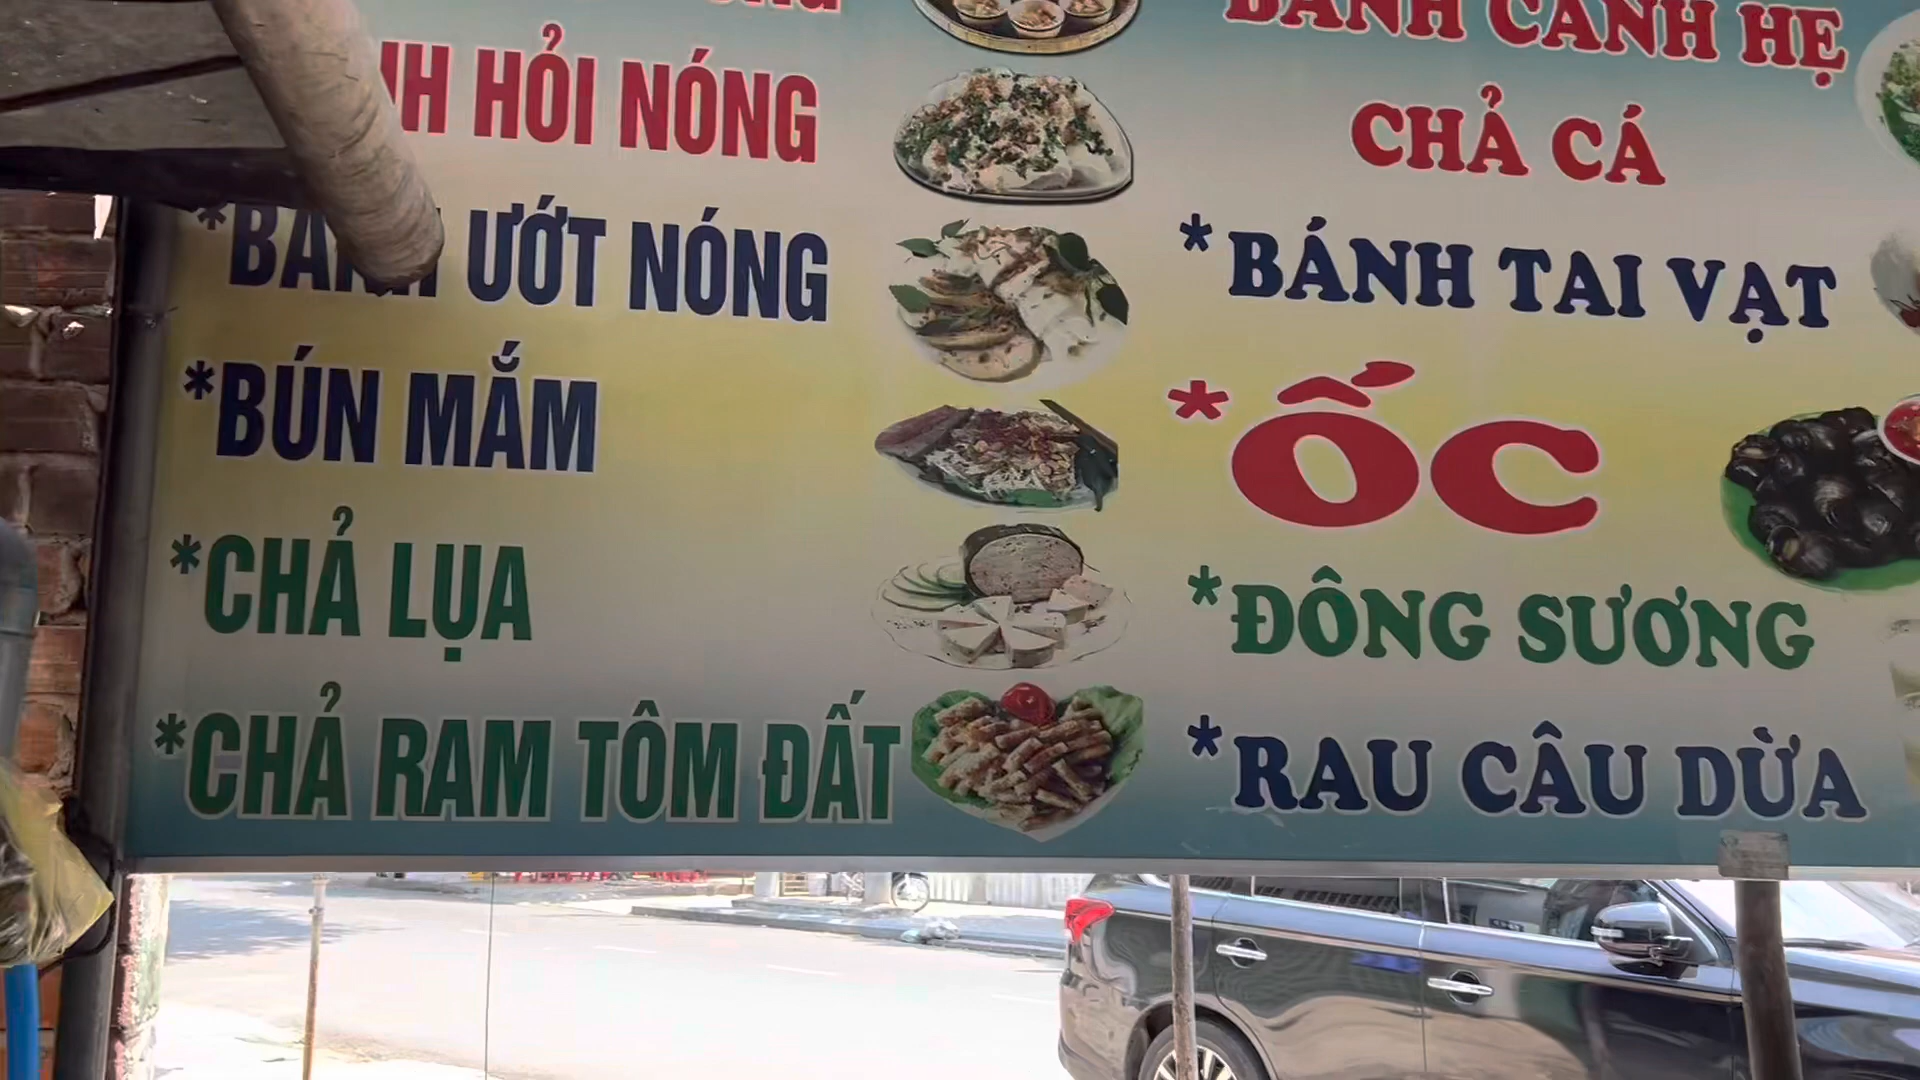 HỎI NÓNG
*BÁNH ƯỚT NÓNG
*BÚN MẮM
*CHẢ LỤA
*CHẢ RAM TÔM ĐẤT
BÁNH CANH HẸ
CHẢ CÁ
*BÁNH TAI VẠT
*ỐC
*ĐÔNG SƯƠNG
*RAU CÂU DỪA